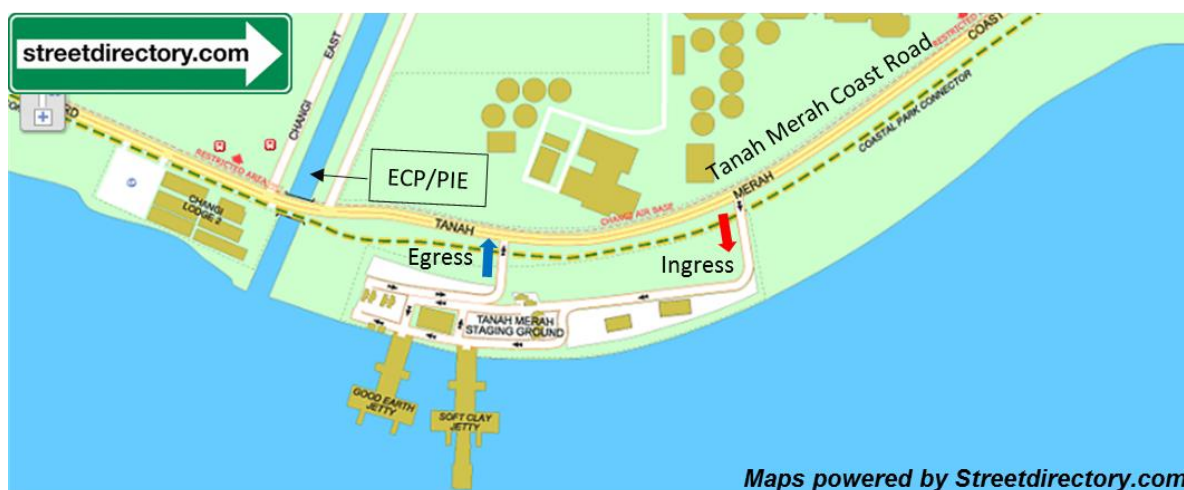 streetdirectory.com
EAST
CHANGI
RESTRICTED AREA
ECP/PIE
CHANGI
LODGE 2
TANAH
CHANGI AIR BASE
MERAH
COAST
Tanah Merah Coast Road
COASTAL PARK CONNECTOR
Egress
Ingress
TANAH MERAH
STAGING GROUND
GOOD EARTH
JETTY
SOFT CLAY
JETTY
Maps powered by Streetdirectory.com